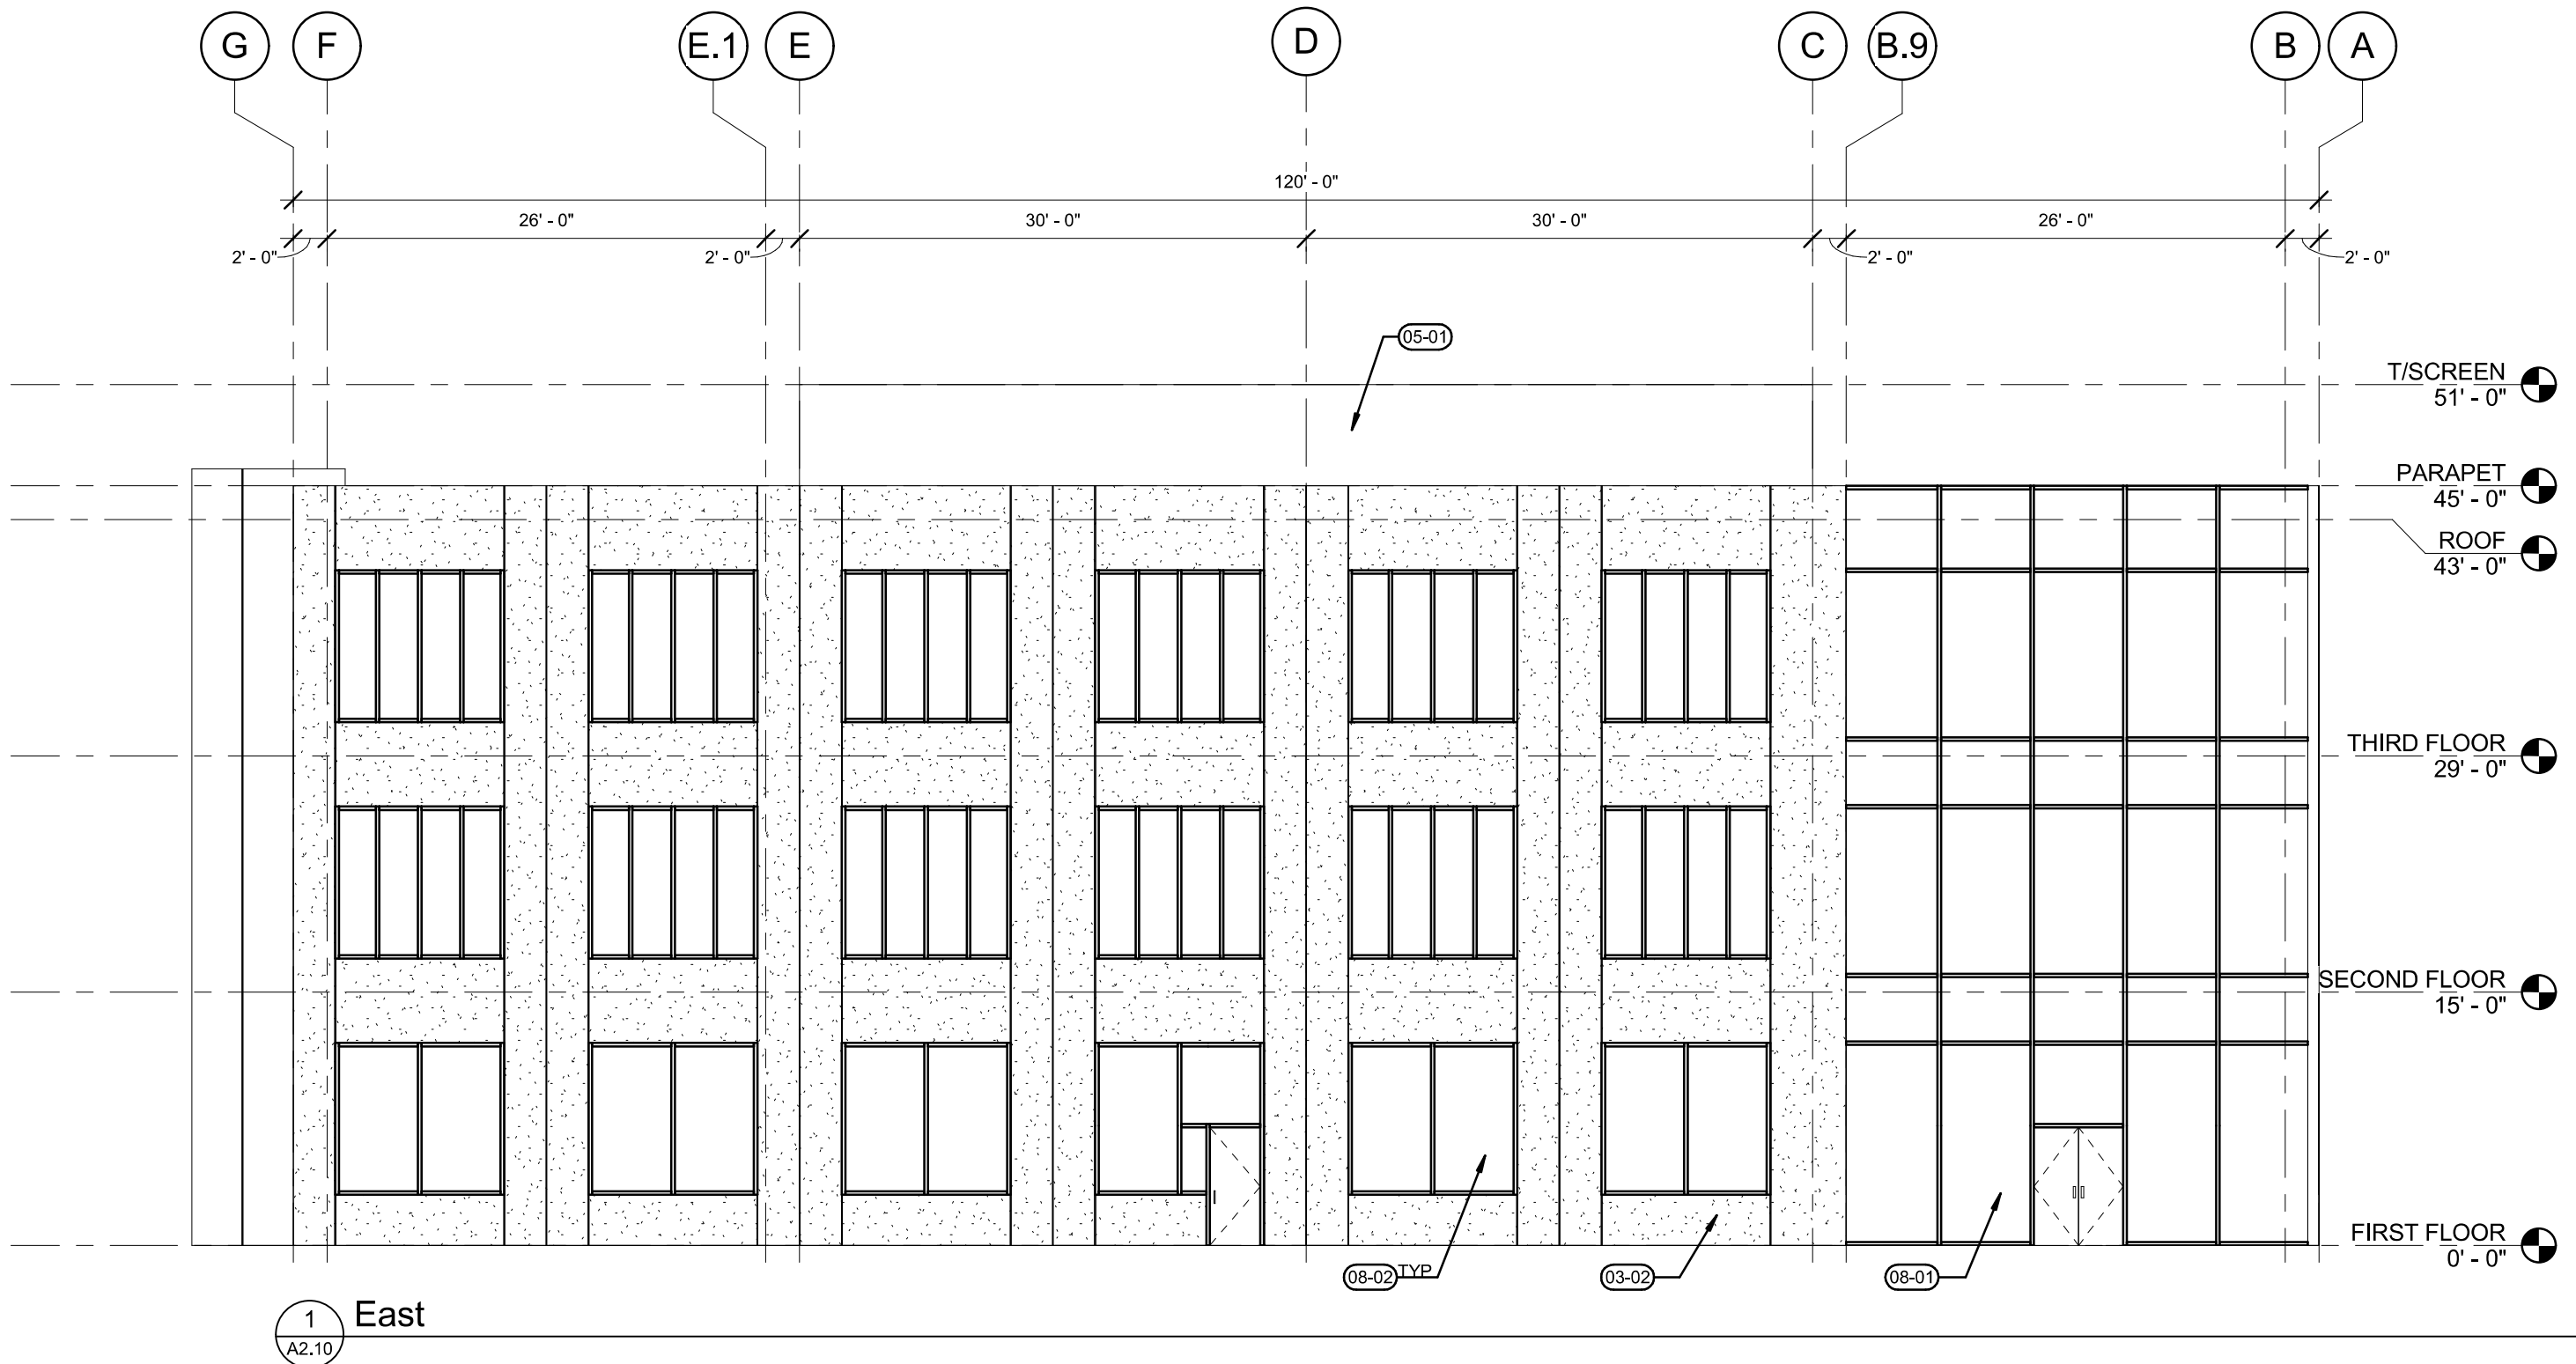 G
F
E.1
E
D
C
B.9
B
A
120' - 0"
26' - 0"
30' - 0"
30' - 0"
26' - 0"
2' - 0"
2' - 0"
2' - 0"
2' - 0"
05-01
T/SCREEN
51' - 0"
PARAPET
45' - 0"
ROOF
43' - 0"
THIRD FLOOR
29' - 0"
SECOND FLOOR
15' - 0"
FIRST FLOOR
0' - 0"
08-02 TYP
03-02
08-01
1
A2.10
East